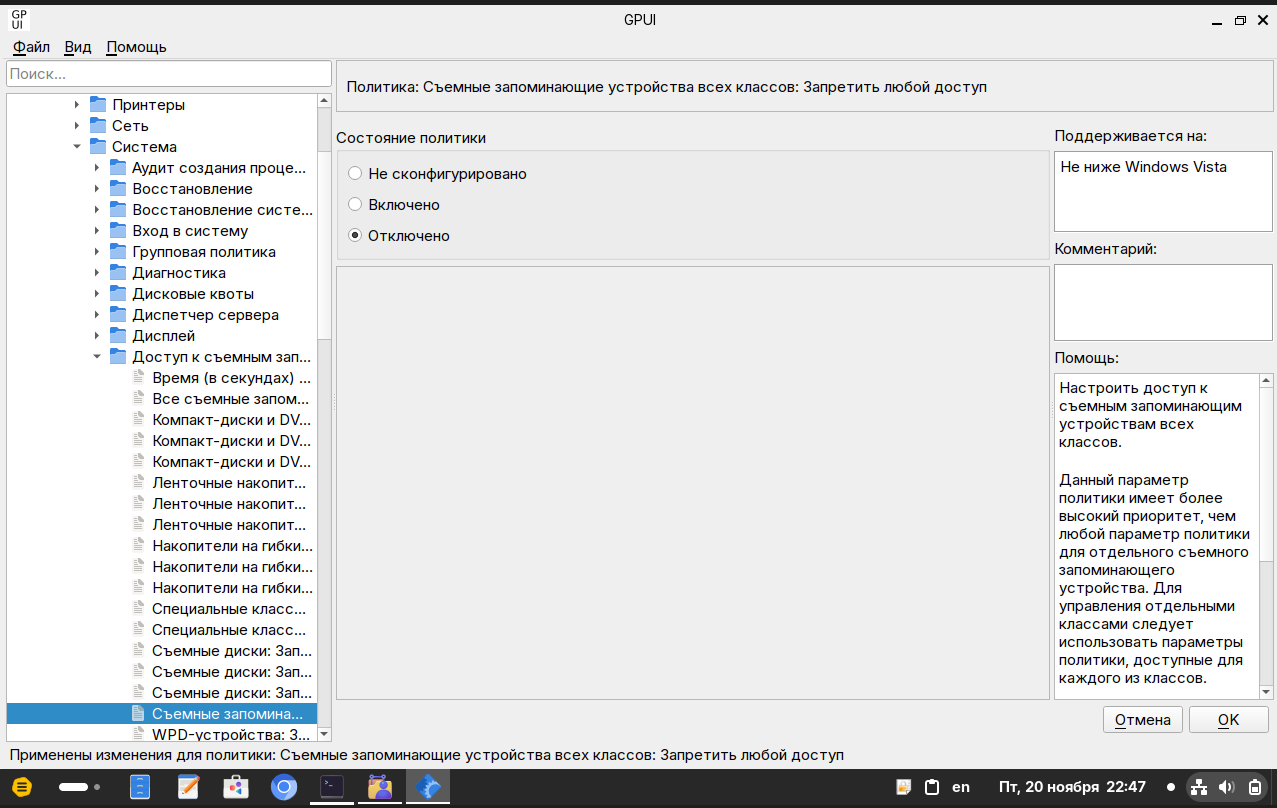 GP
UI
GPUI
Файл Вид Помощь
Поиск...
Принтеры
Сеть
Система
Аудит создания проце...
Восстановление
Восстановление систе...
Вход в систему
Групповая политика
Диагностика
Дисковые квоты
Диспетчер сервера
Дисплей
Доступ к съемным зап...
Время (в секундах) ...
Все съемные запом...
Компакт-диски и DV...
Компакт-диски и DV...
Компакт-диски и DV...
Ленточные накопит...
Ленточные накопит...
Ленточные накопит...
Накопители на гибки...
Накопители на гибки...
Накопители на гибки...
Специальные класс...
Специальные класс...
Съемные диски: Зап...
Съемные диски: Зап...
Съемные диски: Зап...
Съемные запомина...
WPD-устройства: З...
Политика: Съемные запоминающие устройства всех классов: Запретить любой доступ
Состояние политики
Не сконфигурировано
Включено
Отключено
Поддерживается на:
Не ниже Windows Vista
Комментарий:
Помощь:
Настроить доступ к
съемным запоминающим
устройствам всех
классов.
Данный параметр
политики имеет более
высокий приоритет, чем
любой параметр политики
для отдельного съемного
запоминающего
устройства. Для
управления отдельными
классами следует
использовать параметры
политики, доступные для
каждого из классов.
Отмена OK
Применены изменения для политики: Съемные запоминающие устройства всех классов: Запретить любой доступ
en Пт, 20 ноября 22:47